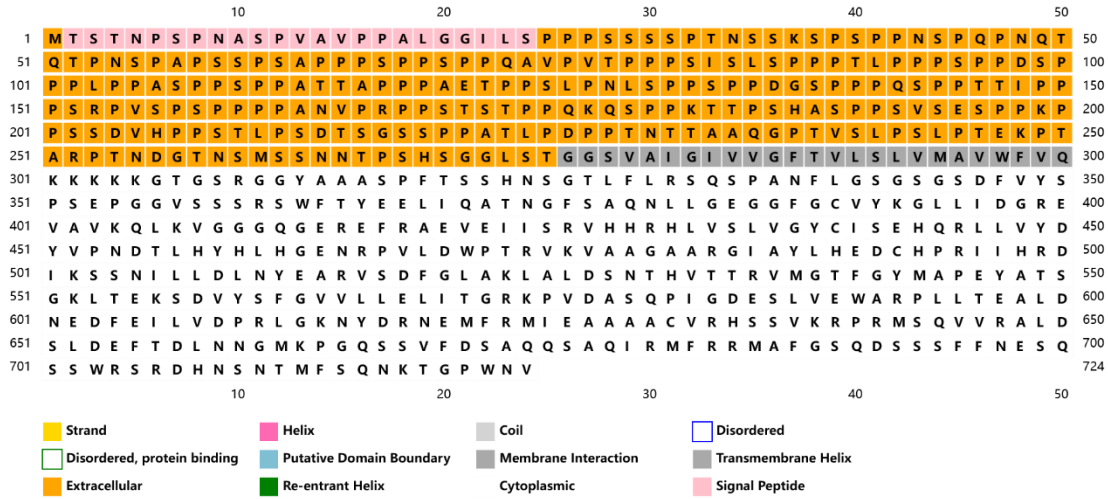 10 20 30 40 50
1 M T S T N P S P N A S P V A V P P A L G G I L S P P P S S S S P T N S S K S P S P P N S P Q P N Q T 50
51 Q T P N S P A P S S P S A P P P S P P S P P Q A V P V T P P P S I S L S P P P T L P P P S P P D S P 100
101 P P L P P A S P P S P P A T T A P P P A E T P P S L P N L S P P S P P D G S P P P Q S P P T T I P P 150
151 P S R P V S P S P P P P A N V P R P P S T S T P P Q K Q S P P K T T P S H A S P P S V S E S P P K P 200
201 P S S D V H P P S T L P S D T S G S S P P A T L P D P P T N T T A A Q G P T V S L P S L P T E K P T 250
251 A R P T N D G T N S M S S N N T P S H S G G L S T G G S V A I G I V V G F T V L S L V M A V W F V Q 300
301 K K K K K G T G S R G G Y A A A S P F T S S H N S G T L F L R S Q S P A N F L G S G S G S D F V Y S 350
351 P S E P G G V S S S R S W F T Y E E L I Q A T N G F S A Q N L L G E G G F G C V Y K G L L I D G R E 400
401 V A V K Q L K V G G G Q G E R E F R A E V E I I S R V H H R H L V S L V G Y C I S E H Q R L L V Y D 450
451 Y V P N D T L H Y H L H G E N R P V L D W P T R V K V A A G A A R G I A Y L H E D C H P R I I H R D 500
501 I K S S N I L L D L N Y E A R V S D F G L A K L A L D S N T H V T T R V M G T F G Y M A P E Y A T S 550
551 G K L T E K S D V Y S F G V V L L E L I T G R K P V D A S Q P I G D E S L V E W A R P L L T E A L D 600
601 N E D F E I L V D P R L G K N Y D R N E M F R M I E A A A A C V R H S S V K R P R M S Q V V R A L D 650
651 S L D E F T D L N N G M K P G Q S S V F D S A Q Q S A Q I R M F R R M A F G S Q D S S S F F N E S Q 700
701 S S W R S R D H N S N T M F S Q N K T G P W N V 724
10 20 30 40 50
Strand Helix Coil Disordered
Disordered, protein binding Putative Domain Boundary Membrane Interaction Transmembrane Helix
Extracellular Re-entrant Helix Cytoplasmic Signal Peptide